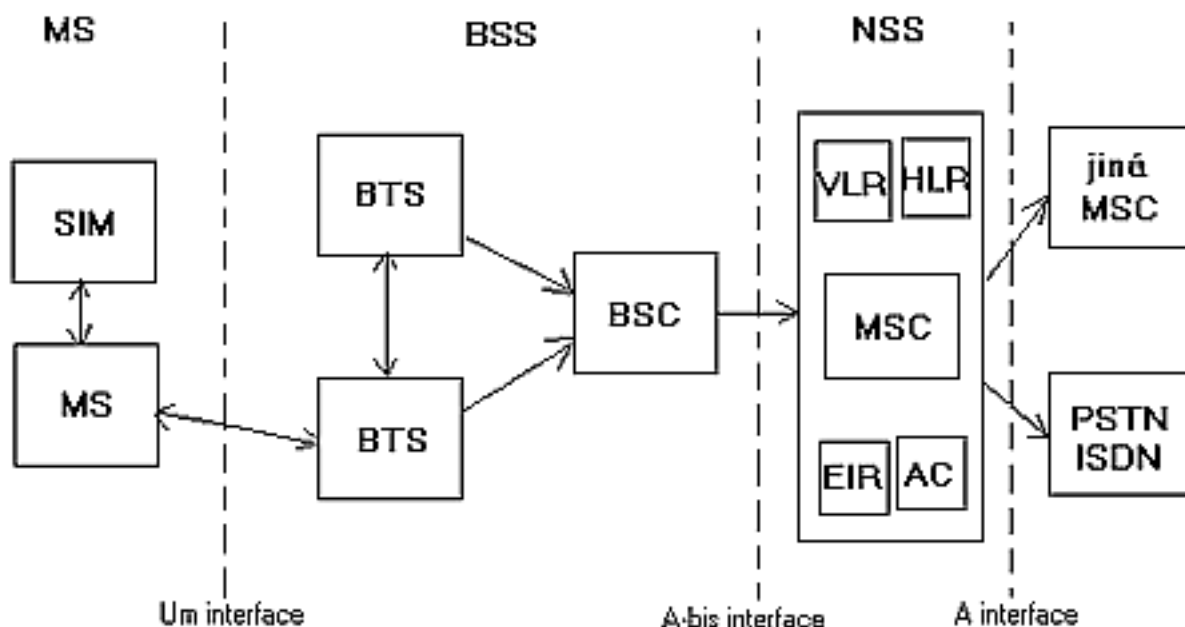 MS
BSS
NSS
SIM
MS
BTS
BTS
BSC
VLR
HLR
MSC
EIR
AC
jiná
MSC
PSTN
ISDN
Um interface
A-bis interface
A interface